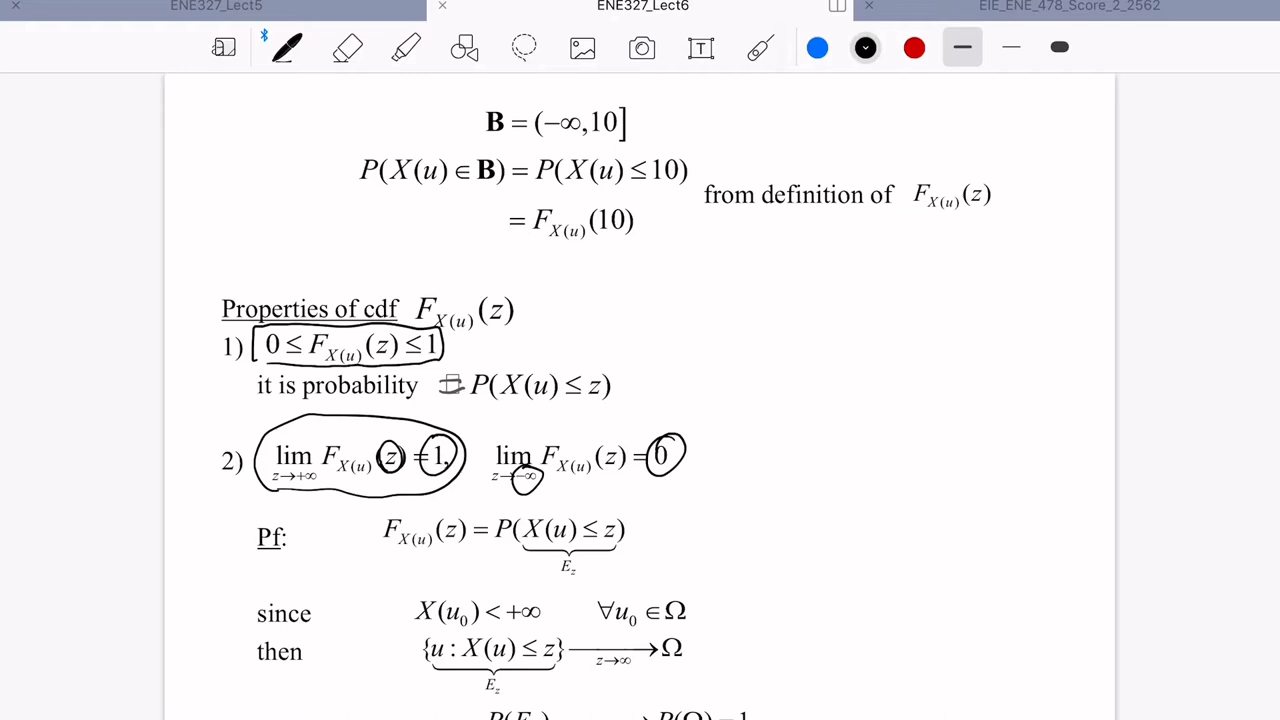 ENE327_Lect5 ENE327_Lect6 EIE_ENE_478_Score_2_2562
T
B = (−∞,10]
P(X(u) ∈ B) = P(X(u) ≤ 10)
from definition of F_{X(u)}(z)
= F_{X(u)}(10)
Properties of cdf F_{X(u)}(z)
1) 0 ≤ F_{X(u)}(z) ≤ 1
it is probability P(X(u) ≤ z)
2) lim_{z→+∞} F_{X(u)}(z) = 1, lim_{z→−∞} F_{X(u)}(z) = 0
Pf: F_{X(u)}(z) = P(X(u) ≤ z)
E_z
since X(u_0) < +∞ ∀u_0 ∈ Ω
then {u : X(u) ≤ z} ⟶_{z→∞} Ω
E_z